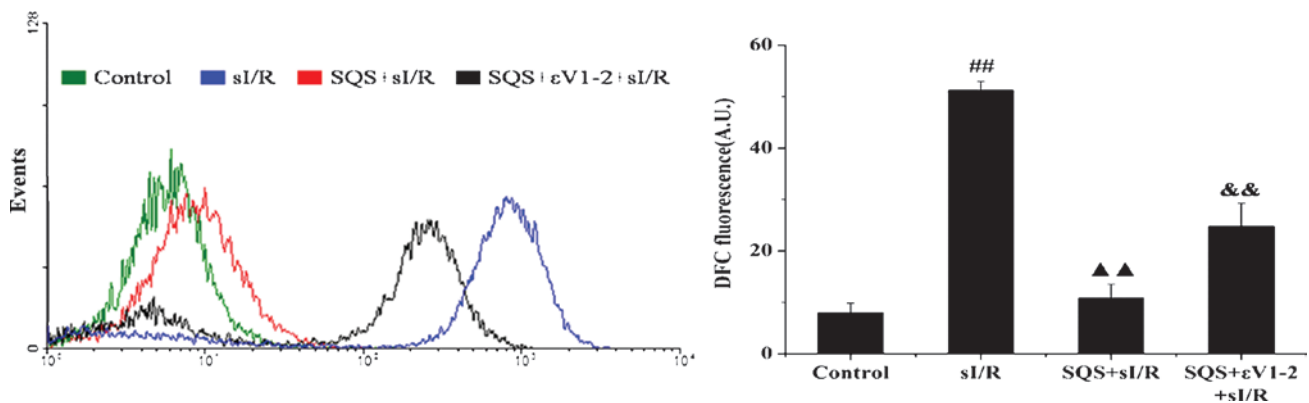 128
Control sI/R SQS+sI/R SQS+εV1-2+sI/R
Events
0
10⁰ 10¹ 10² 10³ 10⁴
60
40
20
0
DFC fluorescence(A.U.)
##
▲▲
&&
Control sI/R SQS+sI/R SQS+εV1-2
+sI/R